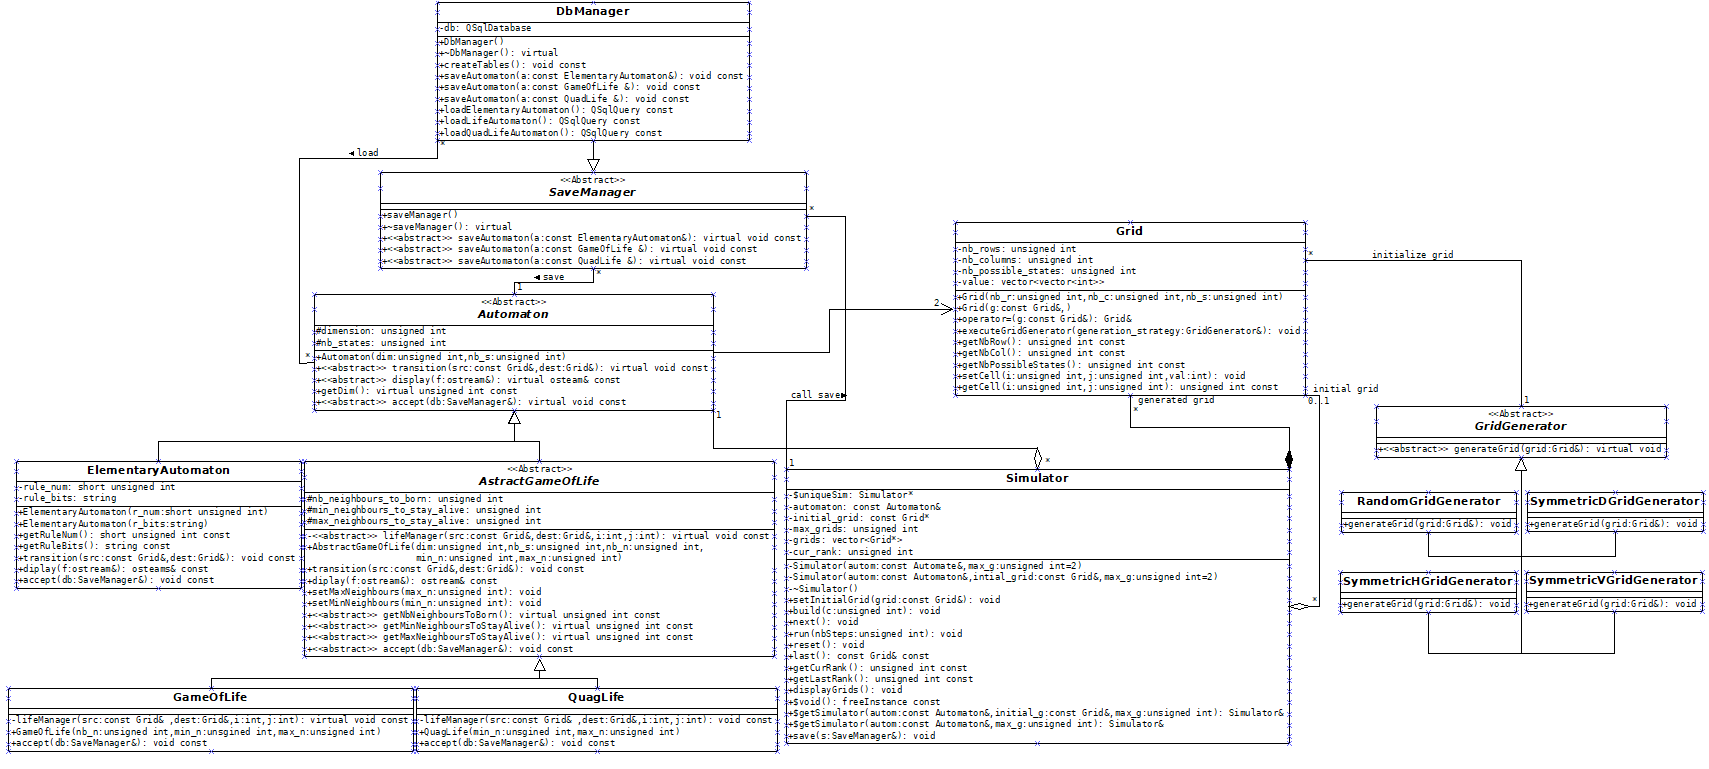 DbManager
-db: QSqlDatabase
+DbManager()
+~DbManager(): virtual
+createTables(): void const
+saveAutomaton(a:const ElementaryAutomaton&): void const
+saveAutomaton(a:const GameOfLife &): void const
+saveAutomaton(a:const QuadLife &): void const
+loadElementaryAutomaton(): QSqlQuery const
+loadLifeAutomaton(): QSqlQuery const
+loadQuadLifeAutomaton(): QSqlQuery const
*
◄ load
<<Abstract>>
SaveManager
+saveManager()
+~saveManager(): virtual
+<<abstract>> saveAutomaton(a:const ElementaryAutomaton&): virtual void const
+<<abstract>> saveAutomaton(a:const GameOfLife &): virtual void const
+<<abstract>> saveAutomaton(a:const QuadLife &): virtual void const
*
*
◄ save
1
<<Abstract>>
Automaton
#dimension: unsigned int
#nb_states: unsigned int
+Automaton(dim:unsigned int,nb_s:unsigned int)
+<<abstract>> transition(src:const Grid&,dest:Grid&): virtual void const
+<<abstract>> display(f:ostream&): virtual osteam& const
+getDim(): virtual unsigned int const
+<<abstract>> accept(db:SaveManager&): virtual void const
*
1
2
call save►
Grid
-nb_rows: unsigned int
-nb_columns: unsigned int
-nb_possible_states: unsigned int
-value: vector<vector<int>>
+Grid(nb_r:unsigned int,nb_c:unsigned int,nb_s:unsigned int)
+Grid(g:const Grid&,)
+operator=(g:const Grid&): Grid&
+executeGridGenerator(generation_strategy:GridGenerator&): void
+getNbRow(): unsigned int const
+getNbCol(): unsigned int const
+getNbPossibleStates(): unsigned int const
+setCell(i:unsigned int,j:unsigned int,val:int): void
+getCell(i:unsigned int,j:unsigned int): unsigned int const
*
initialize grid
1
generated grid
*
initial grid
0..1
<<Abstract>>
GridGenerator
+<<abstract>> generateGrid(grid:Grid&): virtual void
RandomGridGenerator
+generateGrid(grid:Grid&): void
SymmetricDGridGenerator
+generateGrid(grid:Grid&): void
SymmetricHGridGenerator
+generateGrid(grid:Grid&): void
SymmetricVGridGenerator
+generateGrid(grid:Grid&): void
ElementaryAutomaton
-rule_num: short unsigned int
-rule_bits: string
+ElementaryAutomaton(r_num:short unsigned int)
+ElementaryAutomaton(r_bits:string)
+getRuleNum(): short unsigned int const
+getRuleBits(): string const
+transition(src:const Grid&,dest:Grid&): void const
+diplay(f:ostream&): osteams& const
+accept(db:SaveManager&): void const
<<Abstract>>
AstractGameOfLife
#nb_neighbours_to_born: unsigned int
#min_neighbours_to_stay_alive: unsigned int
#max_neighbours_to_stay_alive: unsigned int
-<<abstract>> lifeManager(src:const Grid&,dest:Grid&,i:int,j:int): virtual void const
+AbstractGameOfLife(dim:unsigned int,nb_s:unsigned int,nb_n:unsigned int,
min_n:unsigned int,max_n:unsigned int)
+transition(src:const Grid&,dest:Grid&): void const
+diplay(f:ostream&): ostream& const
+setMaxNeighbours(max_n:unsigned int): void
+setMinNeighbours(min_n:unsigned int): void
+<<abstract>> getNbNeighboursToBorn(): virtual unsigned int const
+<<abstract>> getMinNeighboursToStayAlive(): virtual unsigned int const
+<<abstract>> getMaxNeighboursToStayAlive(): virtual unsigned int const
+<<abstract>> accept(db:SaveManager&): void const
GameOfLife
-lifeManager(src:const Grid& ,dest:Grid&,i:int,j:int): virtual void const
+GameOfLife(nb_n:unsigned int,min_n:unsgined int,max_n:unsigned int)
+accept(db:SaveManager&): void const
QuagLife
-lifeManager(src:const Grid& ,dest:Grid&,i:int,j:int): void const
+QuagLife(min_n:unsgined int,max_n:unsigned int)
+accept(db:SaveManager&): void const
1
*
Simulator
-$uniqueSim: Simulator*
-automaton: const Automaton&
-initial_grid: const Grid*
-max_grids: unsigned int
-grids: vector<Grid*>
-cur_rank: unsigned int
-Simulator(autom:const Automate&,max_g:unsigned int=2)
-Simulator(autom:const Automaton&,intial_grid:const Grid&,max_g:unsigned int=2)
-~Simulator()
+setInitialGrid(grid:const Grid&): void
+build(c:unsigned int): void
+next(): void
+run(nbSteps:unsigned int): void
+reset(): void
+last(): const Grid& const
+getCurRank(): unsigned int const
+getLastRank(): unsigned int const
+displayGrids(): void
+$void(): freeInstance const
+$getSimulator(autom:const Automaton&,initial_g:const Grid&,max_g:unsigned int): Simulator&
+$getSimulator(autom:const Automaton&,max_g:unsigned int): Simulator&
+save(s:SaveManager&): void
*